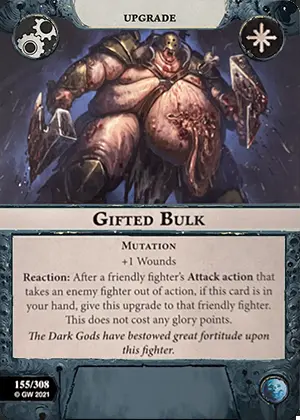 UPGRADE
GIFTED BULK
MUTATION
+1 Wounds
Reaction: After a friendly fighter's Attack action that
takes an enemy fighter out of action, if this card is in
your hand, give this upgrade to that friendly fighter.
This does not cost any glory points.
The Dark Gods have bestowed great fortitude upon
this fighter.
155/308
© GW 2021